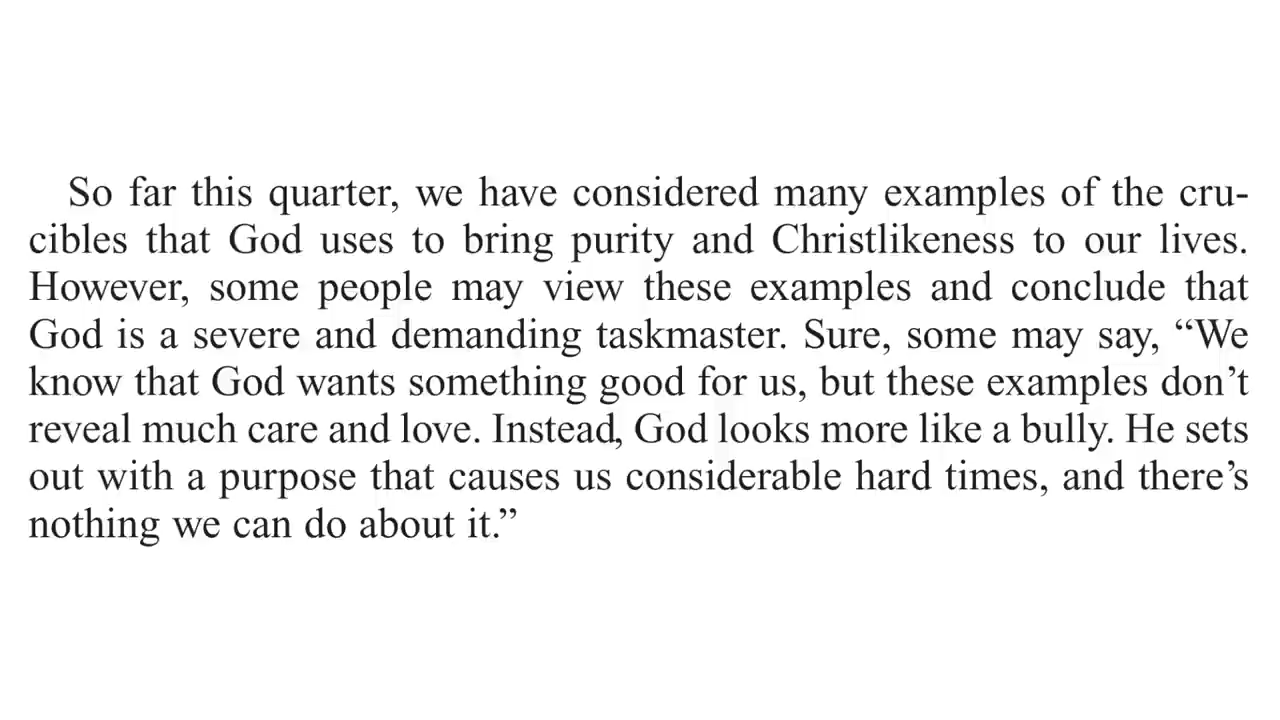 So far this quarter, we have considered many examples of the cru-
cibles that God uses to bring purity and Christlikeness to our lives.
However, some people may view these examples and conclude that
God is a severe and demanding taskmaster. Sure, some may say, “We
know that God wants something good for us, but these examples don’t
reveal much care and love. Instead, God looks more like a bully. He sets
out with a purpose that causes us considerable hard times, and there’s
nothing we can do about it.”